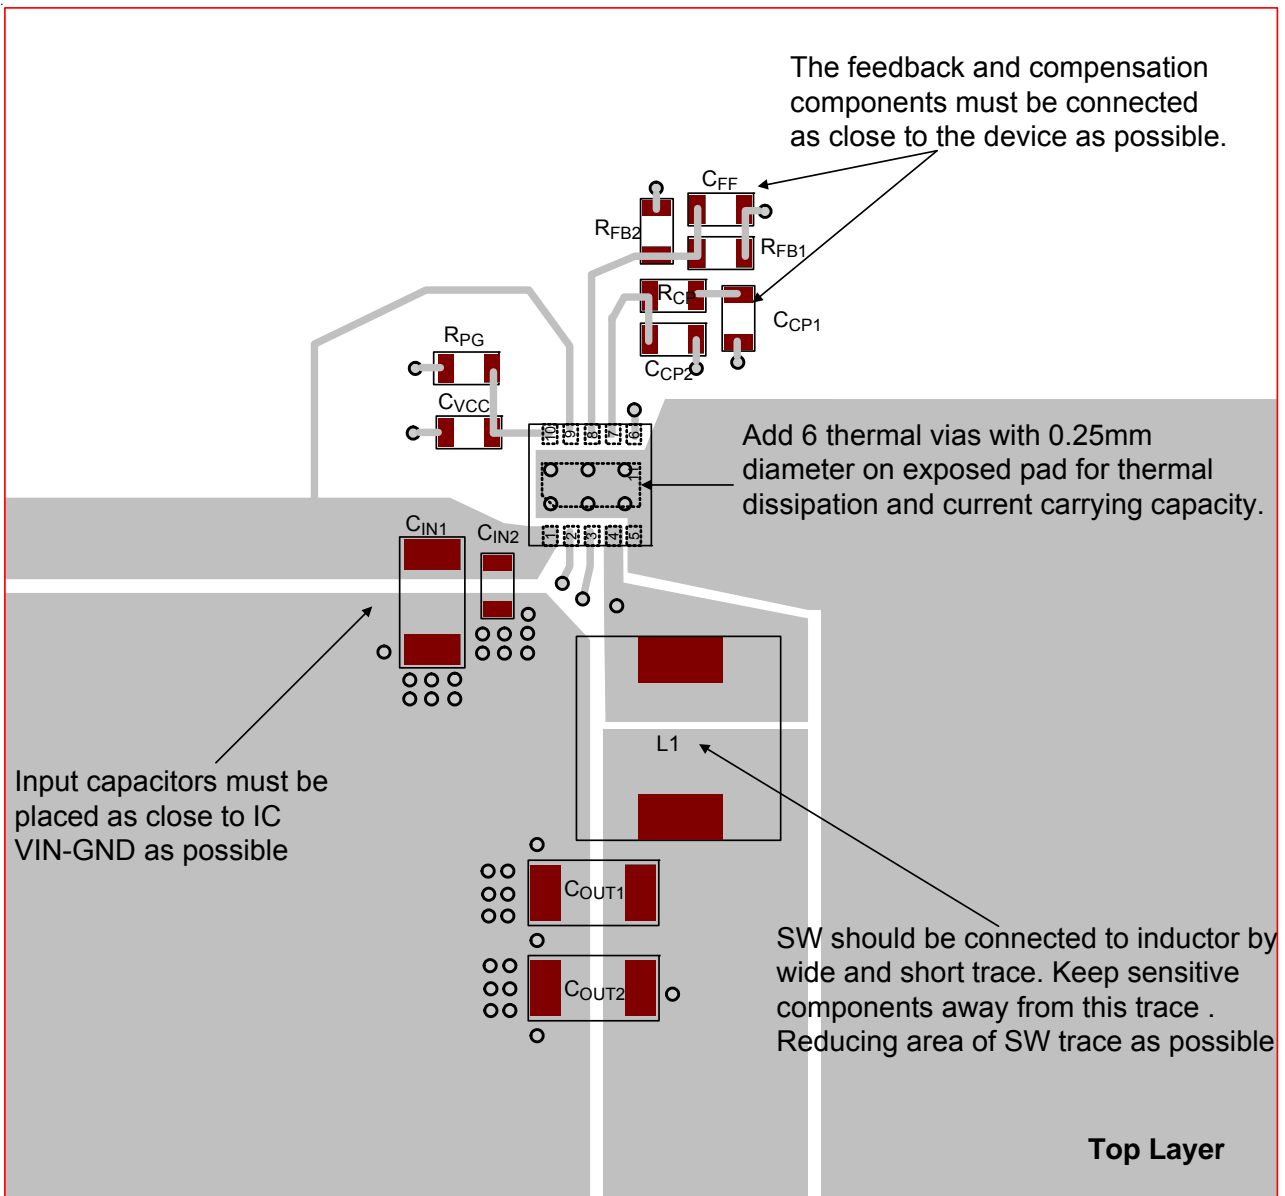 The feedback and compensation
components must be connected
as close to the device as possible.
CFF
RFB2
RFB1
RCP
CCP1
RPG
CCP2
CVCC
10 9 8 7 6
Add 6 thermal vias with 0.25mm
diameter on exposed pad for thermal
dissipation and current carrying capacity.
11
CIN1
CIN2
1 2 3 4 5
L1
Input capacitors must be
placed as close to IC
VIN-GND as possible
COUT1
SW should be connected to inductor by
wide and short trace. Keep sensitive
components away from this trace .
Reducing area of SW trace as possible
COUT2
Top Layer